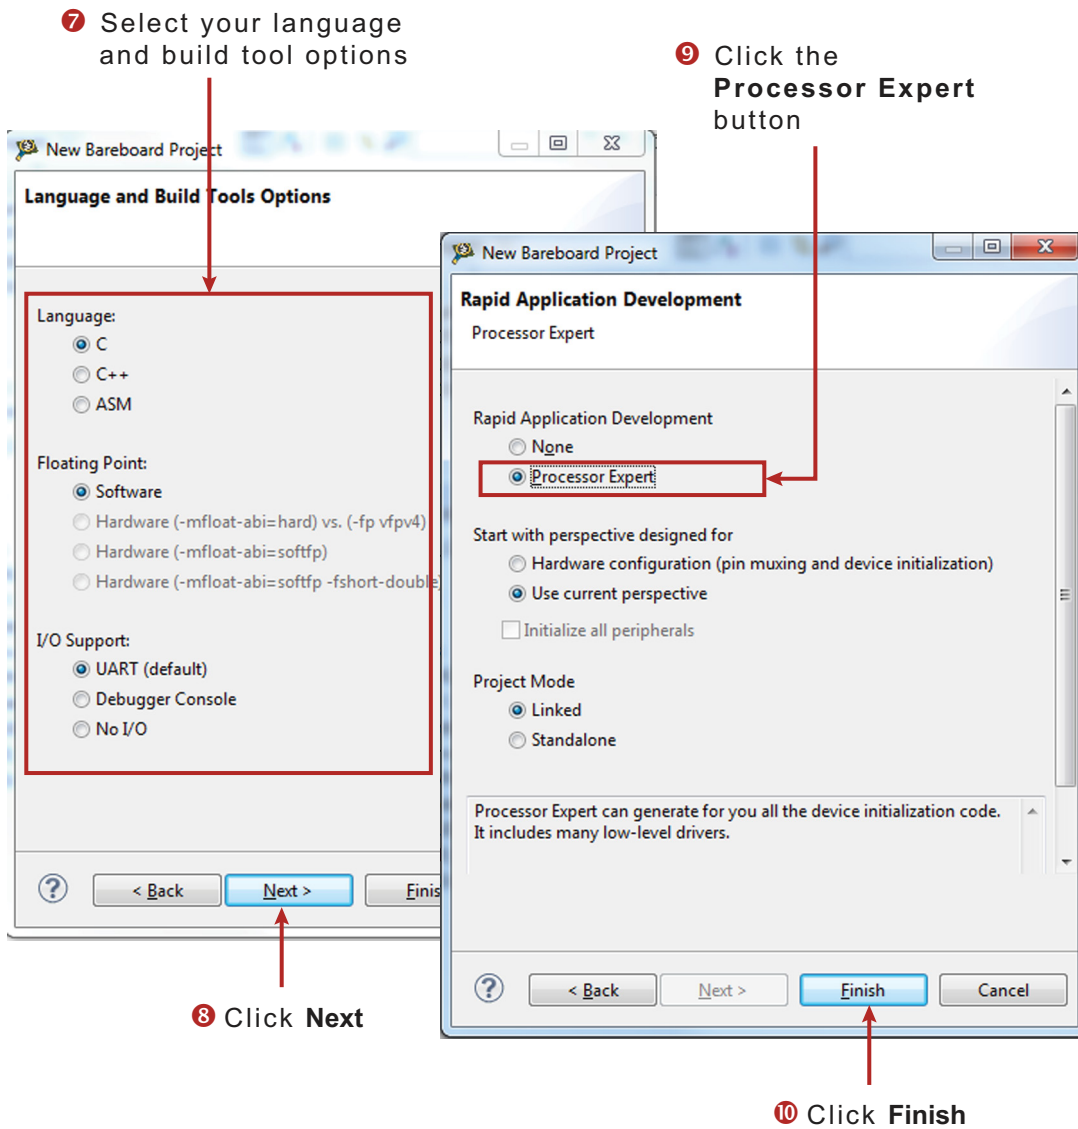 ❼ Select your language
and build tool options
❾ Click the
Processor Expert
button
New Bareboard Project
Language and Build Tools Options
Language:
C
C++
ASM
Floating Point:
Software
Hardware (-mfloat-abi=hard) vs. (-fp vfpv4)
Hardware (-mfloat-abi=softfp)
Hardware (-mfloat-abi=softfp -fshort-double)
I/O Support:
UART (default)
Debugger Console
No I/O
< Back
Next >
Finis
❽ Click Next
New Bareboard Project
Rapid Application Development
Processor Expert
Rapid Application Development
None
Processor Expert
Start with perspective designed for
Hardware configuration (pin muxing and device initialization)
Use current perspective
Initialize all peripherals
Project Mode
Linked
Standalone
Processor Expert can generate for you all the device initialization code.
It includes many low-level drivers.
< Back
Next >
Finish
Cancel
❿ Click Finish